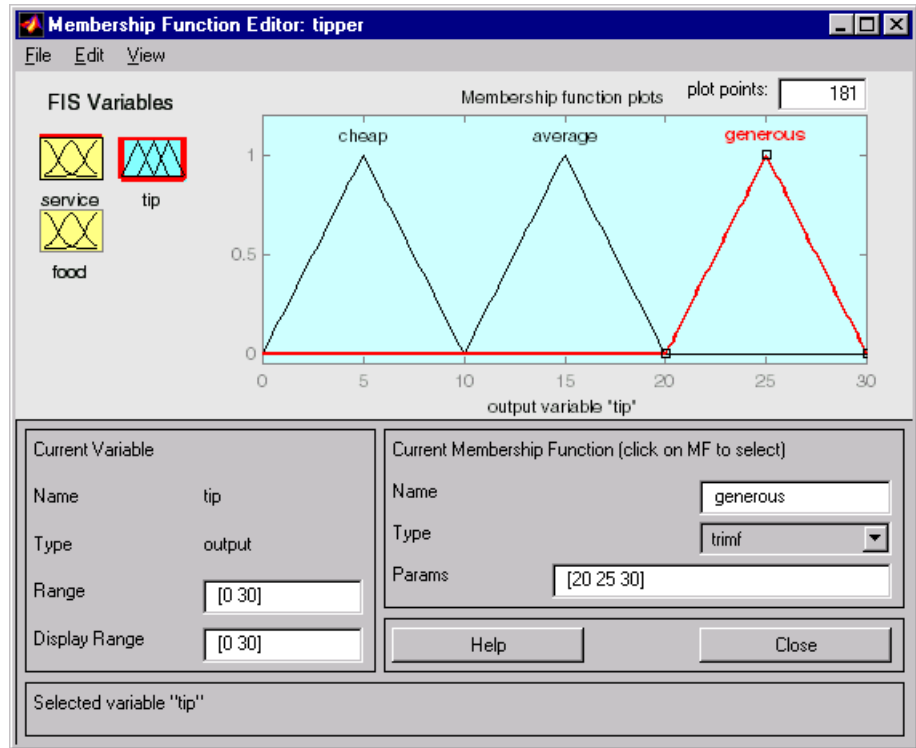 Membership Function Editor: tipper
File Edit View
FIS Variables
Membership function plots
plot points:
181
service
tip
food
cheap
average
generous
1
0.5
0
0 5 10 15 20 25 30
output variable "tip"
Current Variable
Name tip
Type output
Range [0 30]
Display Range [0 30]
Current Membership Function (click on MF to select)
Name generous
Type trimf
Params [20 25 30]
Help
Close
Selected variable "tip"